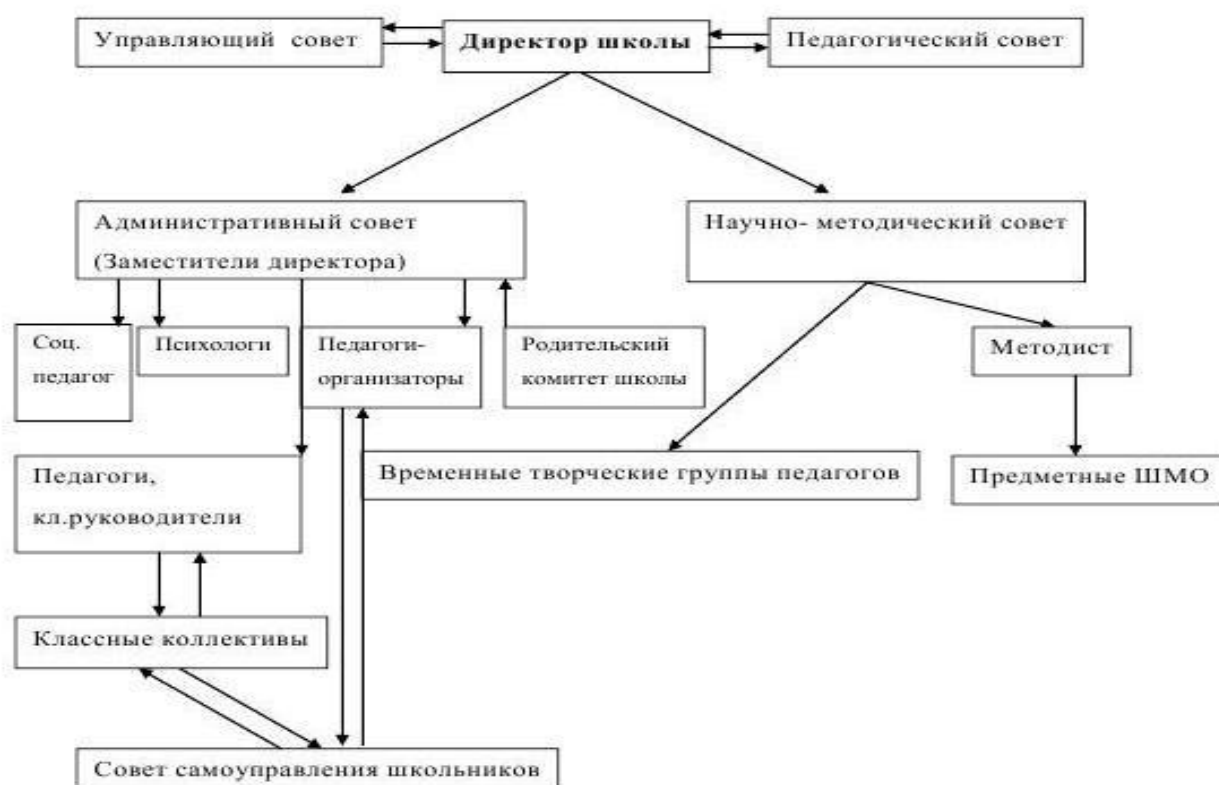 Управляющий совет
Директор школы
Педагогический совет
Административный совет
(Заместители директора)
Научно- методический совет
Соц.
педагог
Психологи
Педагоги-
организаторы
Родительский
комитет школы
Методист
Педагоги,
кл.руководители
Временные творческие группы педагогов
Предметные ШМО
Классные коллективы
Совет самоуправления школьников